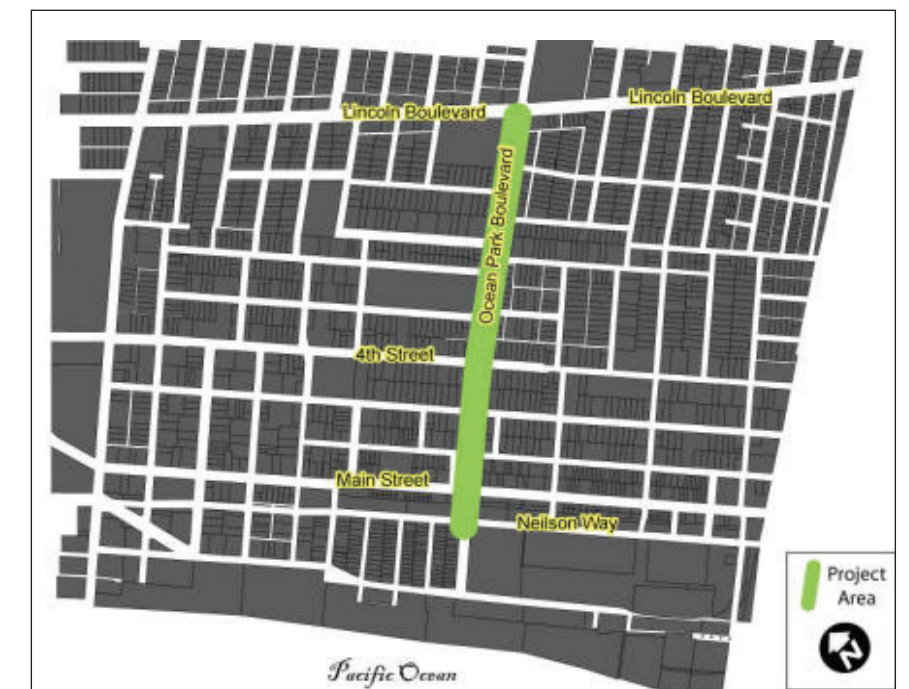 Lincoln Boulevard
Lincoln Boulevard
Ocean Park Boulevard
4th Street
Main Street
Neilson Way
Project
Area
N
Pacific Ocean